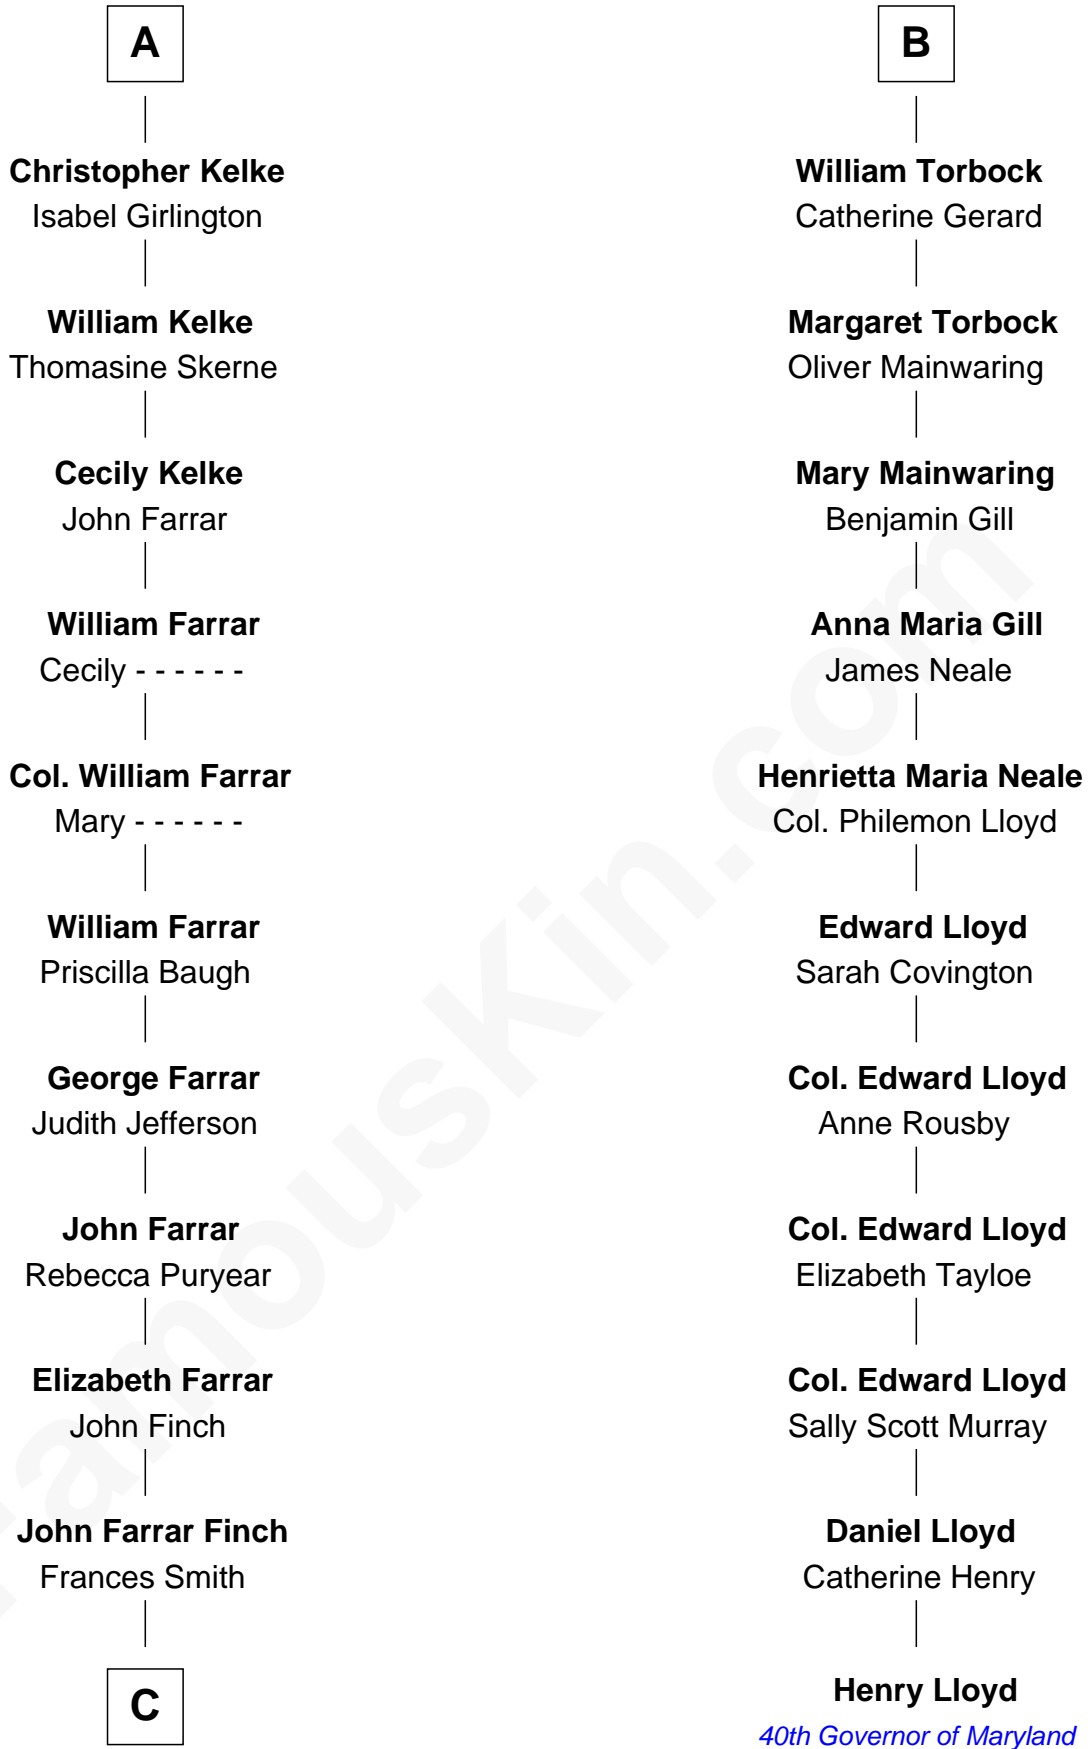 A
Christopher Kelke
Isabel Girlington
William Kelke
Thomasine Skerne
Cecily Kelke
John Farrar
William Farrar
Cecily - - - - - -
Col. William Farrar
Mary - - - - - -
William Farrar
Priscilla Baugh
George Farrar
Judith Jefferson
John Farrar
Rebecca Puryear
Elizabeth Farrar
John Finch
John Farrar Finch
Frances Smith
C
B
William Torbock
Catherine Gerard
Margaret Torbock
Oliver Mainwaring
Mary Mainwaring
Benjamin Gill
Anna Maria Gill
James Neale
Henrietta Maria Neale
Col. Philemon Lloyd
Edward Lloyd
Sarah Covington
Col. Edward Lloyd
Anne Rousby
Col. Edward Lloyd
Elizabeth Tayloe
Col. Edward Lloyd
Sally Scott Murray
Daniel Lloyd
Catherine Henry
Henry Lloyd
40th Governor of Maryland
FamousKin.com